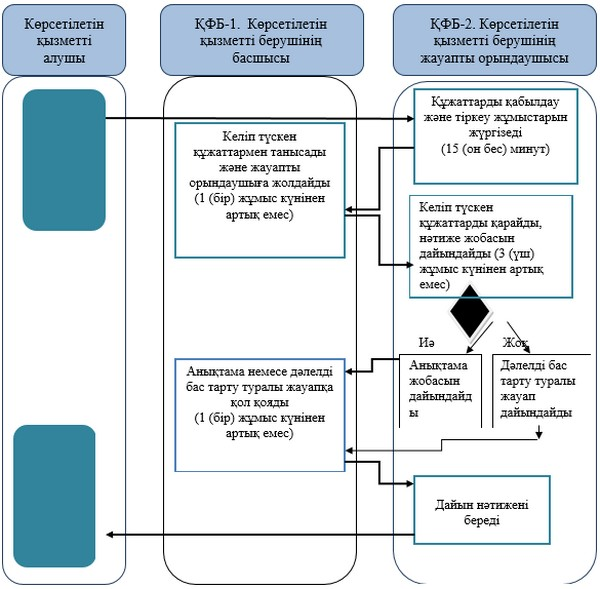 Көрсетілетін
қызметті
алушы
ҚФБ-1. Көрсетілетін
қызметті берушінің
басшысы
ҚФБ-2. Көрсетілетін
қызметті берушінің
жауапты орындаушысы
Құжаттарды қабылдау
және тіркеу жұмыстарын
жүргізеді
(15 (он бес) минут)
Келіп түскен
құжаттармен танысады
және жауапты
орындаушыға жолдайды
(1 (бір) жұмыс күнінен
артық емес)
Келіп түскен
құжаттарды қарайды,
нәтиже жобасын
дайындайды (3 (үш)
жұмыс күнінен артық
емес)
Иә
Жоқ
Анықтама
жобасын
дайындайд
ы
Дәлелді бас
тарту туралы
жауап
дайындайды
Анықтама немесе дәлелді
бас тарту туралы жауапқа
қол қояды
(1 (бір) жұмыс күнінен
артық емес)
Дайын нәтижені
береді